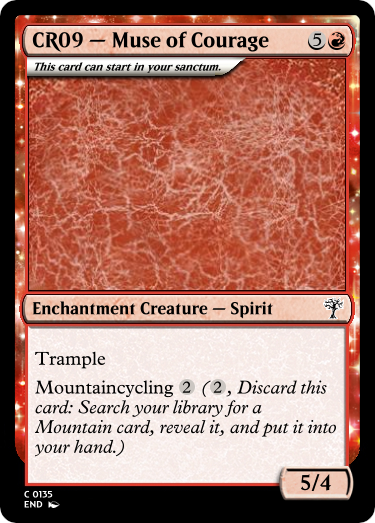 CR09 — Muse of Courage 5
This card can start in your sanctum.
Enchantment Creature — Spirit
Trample
Mountaincycling 2 (2, Discard this
card: Search your library for a
Mountain card, reveal it, and put it into
your hand.)
5/4
C 0135
END